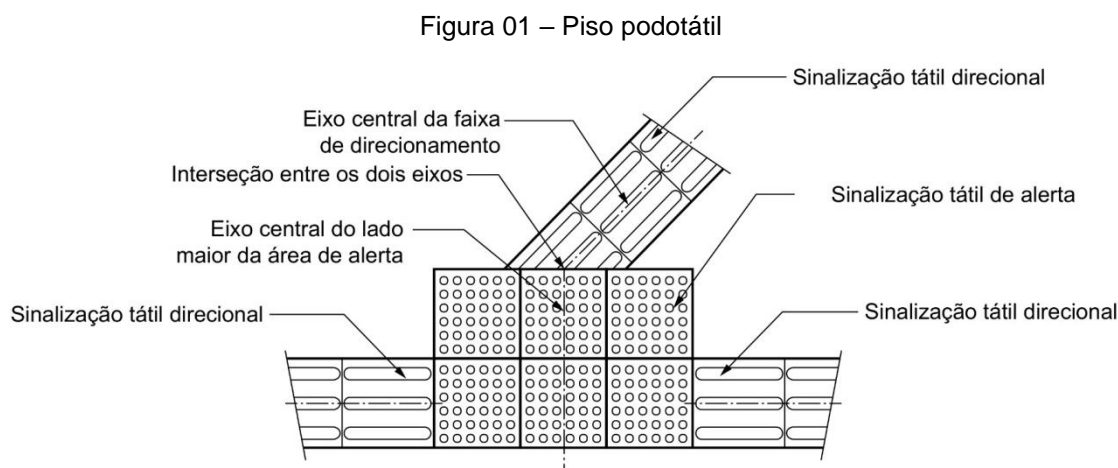 Figura 01 – Piso podotátil
Sinalização tátil direcional
Eixo central da faixa
de direcionamento
Interseção entre os dois eixos
Sinalização tátil de alerta
Eixo central do lado
maior da área de alerta
Sinalização tátil direcional
Sinalização tátil direcional